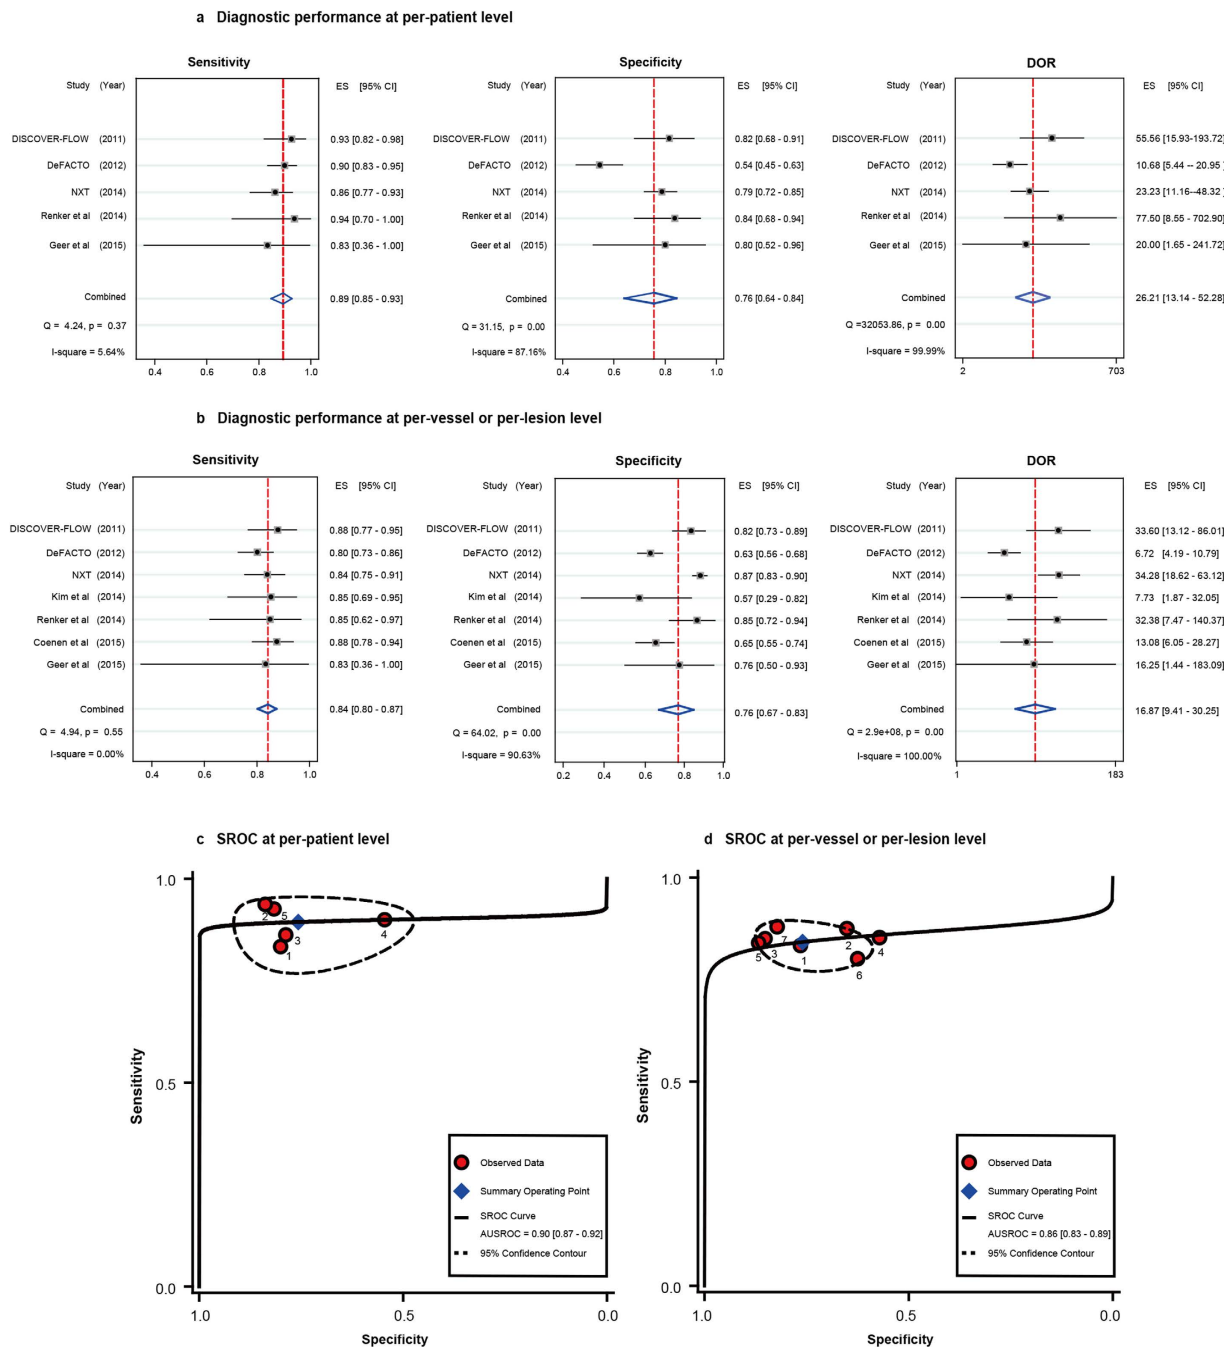 a Diagnostic performance at per-patient level
Sensitivity
Study (Year) ES [95% CI]
DISCOVER-FLOW (2011) 0.93 [0.82 - 0.98]
DeFACTO (2012) 0.90 [0.83 - 0.95]
NXT (2014) 0.86 [0.77 - 0.93]
Renker et al (2014) 0.94 [0.70 - 1.00]
Geer et al (2015) 0.83 [0.36 - 1.00]
Combined 0.89 [0.85 - 0.93]
Q = 4.24, p = 0.37
I-square = 5.64%
0.4 0.6 0.8 1.0
Specificity
Study (Year) ES [95% CI]
DISCOVER-FLOW (2011) 0.82 [0.68 - 0.91]
DeFACTO (2012) 0.54 [0.45 - 0.63]
NXT (2014) 0.79 [0.72 - 0.85]
Renker et al (2014) 0.84 [0.68 - 0.94]
Geer et al (2015) 0.80 [0.52 - 0.96]
Combined 0.76 [0.64 - 0.84]
Q = 31.15, p = 0.00
I-square = 87.16%
0.4 0.6 0.8 1.0
DOR
Study (Year) ES [95% CI]
DISCOVER-FLOW (2011) 55.56 [15.93-193.72]
DeFACTO (2012) 10.68 [5.44 -- 20.95 ]
NXT (2014) 23.23 [11.16--48.32 ]
Renker et al (2014) 77.50 [8.55 - 702.90]
Geer et al (2015) 20.00 [1.65 - 241.72]
Combined 26.21 [13.14 - 52.28]
Q =32053.86, p = 0.00
I-square = 99.99%
2 703
b Diagnostic performance at per-vessel or per-lesion level
Sensitivity
Study (Year) ES [95% CI]
DISCOVER-FLOW (2011) 0.88 [0.77 - 0.95]
DeFACTO (2012) 0.80 [0.73 - 0.86]
NXT (2014) 0.84 [0.75 - 0.91]
Kim et al (2014) 0.85 [0.69 - 0.95]
Renker et al (2014) 0.85 [0.62 - 0.97]
Coenen et al (2015) 0.88 [0.78 - 0.94]
Geer et al (2015) 0.83 [0.36 - 1.00]
Combined 0.84 [0.80 - 0.87]
Q = 4.94, p = 0.55
I-square = 0.00%
0.4 0.6 0.8 1.0
Specificity
Study (Year) ES [95% CI]
DISCOVER-FLOW (2011) 0.82 [0.73 - 0.89]
DeFACTO (2012) 0.63 [0.56 - 0.68]
NXT (2014) 0.87 [0.83 - 0.90]
Kim et al (2014) 0.57 [0.29 - 0.82]
Renker et al (2014) 0.85 [0.72 - 0.94]
Coenen et al (2015) 0.65 [0.55 - 0.74]
Geer et al (2015) 0.76 [0.50 - 0.93]
Combined 0.76 [0.67 - 0.83]
Q = 64.02, p = 0.00
I-square = 90.63%
0.2 0.4 0.6 0.8 1.0
DOR
Study (Year) ES [95% CI]
DISCOVER-FLOW (2011) 33.60 [13.12 - 86.01]
DeFACTO (2012) 6.72 [4.19 - 10.79]
NXT (2014) 34.28 [18.62 - 63.12]
Kim et al (2014) 7.73 [1.87 - 32.05]
Renker et al (2014) 32.38 [7.47 - 140.37]
Coenen et al (2015) 13.08 [6.05 - 28.27]
Geer et al (2015) 16.25 [1.44 - 183.09]
Combined 16.87 [9.41 - 30.25]
Q = 2.9e+08, p = 0.00
I-square = 100.00%
1 183
c SROC at per-patient level
1.0
0.5
0.0
Sensitivity
2 5
3
1
4
Observed Data
Summary Operating Point
SROC Curve
AUSROC = 0.90 [0.87 - 0.92]
95% Confidence Contour
1.0 0.5 0.0
Specificity
d SROC at per-vessel or per-lesion level
1.0
0.5
0.0
Sensitivity
7 2
5 3 1 4
6
Observed Data
Summary Operating Point
SROC Curve
AUSROC = 0.86 [0.83 - 0.89]
95% Confidence Contour
1.0 0.5 0.0
Specificity